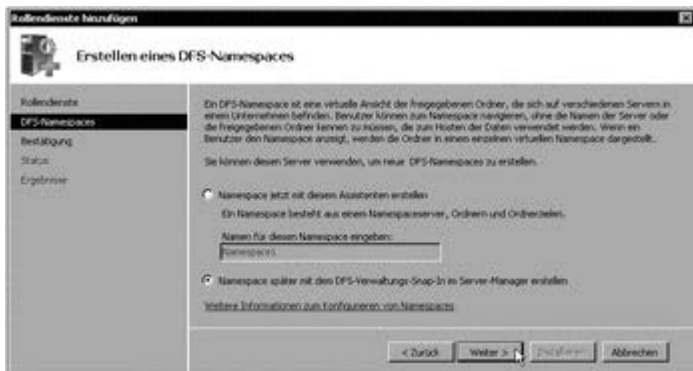 Rollendienste hinzufügen
Erstellen eines DFS-Namespaces
Rollendienste
DFS-Namespaces
Bestätigung
Status
Ergebnisse
Ein DFS-Namespace ist eine virtuelle Ansicht der freigegebenen Ordner, die sich auf verschiedenen Servern in
einem Unternehmen befinden. Benutzer können zum Namespace navigieren, ohne die Namen der Server oder
die freigegebenen Ordner kennen zu müssen, die zum Hosten der Daten verwendet werden. Wenn ein
Benutzer den Namespace anzeigt, werden die Ordner in einem einzelnen virtuellen Namespace dargestellt.
Sie können diesen Server verwenden, um neue DFS-Namespaces zu erstellen.
Namespace jetzt mit diesem Assistenten erstellen
Ein Namespace besteht aus einem Namespaceserver, Ordnern und Ordnerzielen.
Namen für diesen Namespace eingeben:
Namespace1
Namespace später mit dem DFS-Verwaltungs-Snap-In im Server-Manager erstellen
Weitere Informationen zum Konfigurieren von Namespaces
< Zurück Weiter > Installieren Abbrechen